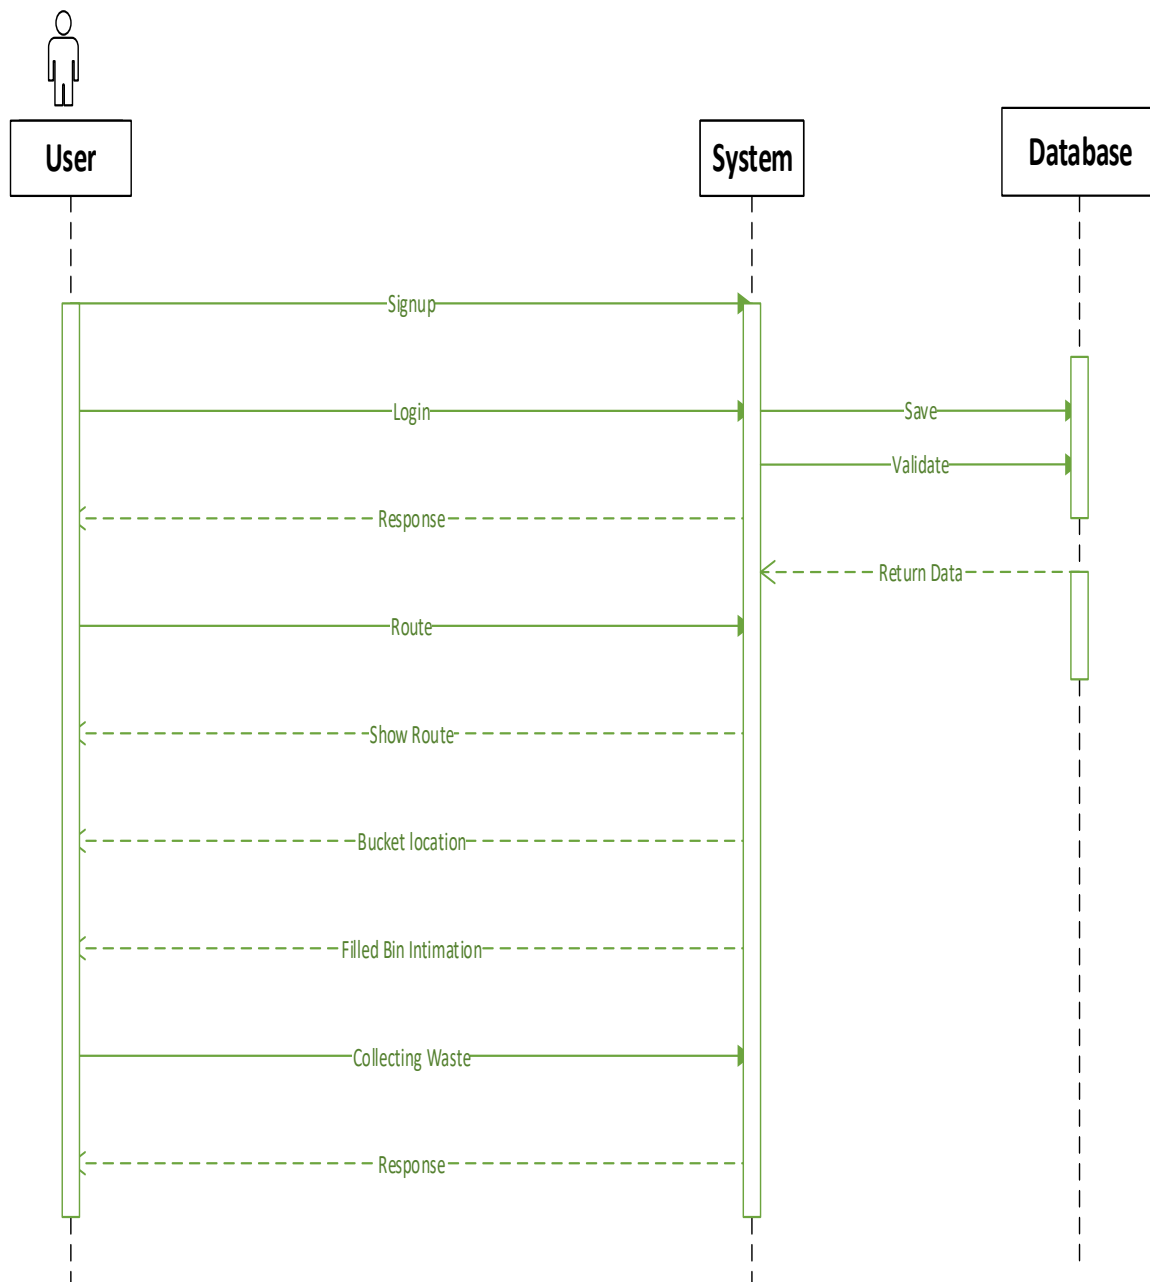 User
System
Database
Signup
Login
Save
Validate
Response
Return Data
Route
Show Route
Bucket location
Filled Bin Intimation
Collecting Waste
Response